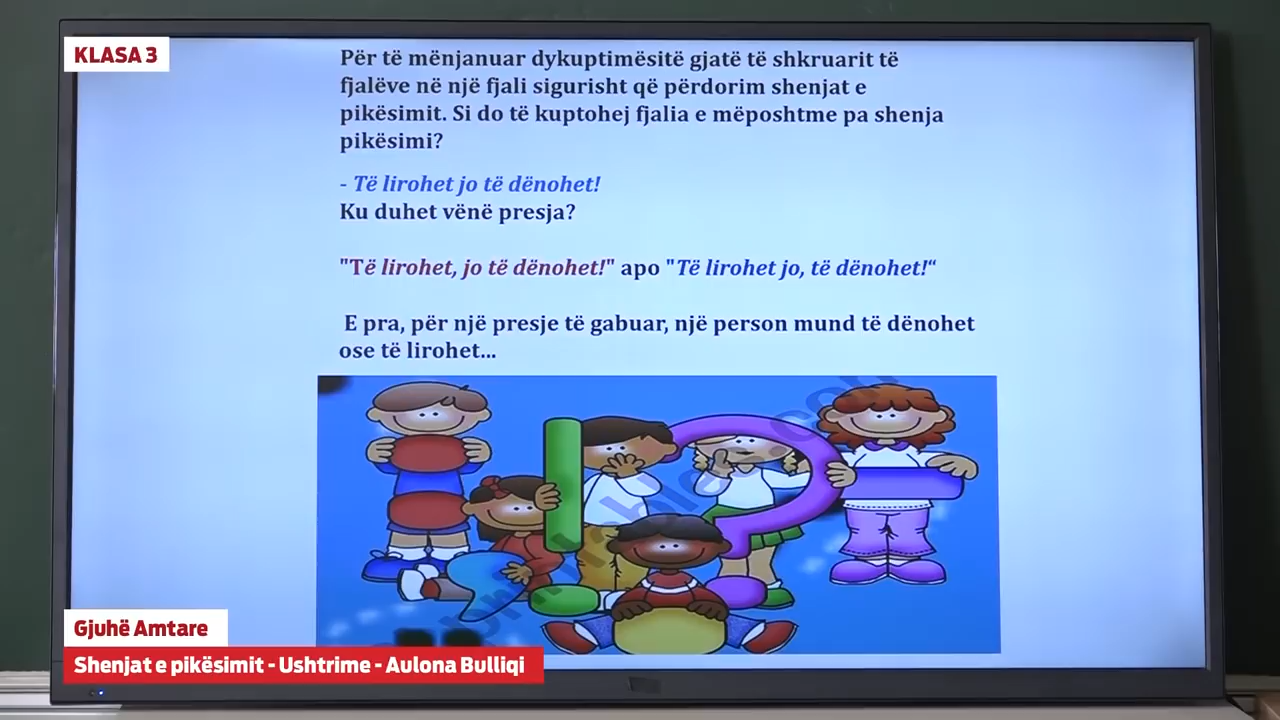 KLASA 3
Për të mënjanuar dykuptimësitë gjatë të shkruarit të
fjalëve në një fjali sigurisht që përdorim shenjat e
pikësimit. Si do të kuptohej fjalia e mëposhtme pa shenja
pikësimi?
- Të lirohet jo të dënohet!
Ku duhet vënë presja?
"Të lirohet, jo të dënohet!" apo "Të lirohet jo, të dënohet!“
E pra, për një presje të gabuar, një person mund të dënohet
ose të lirohet...
Gjuhë Amtare
Shenjat e pikësimit - Ushtrime - Aulona Bulliqi